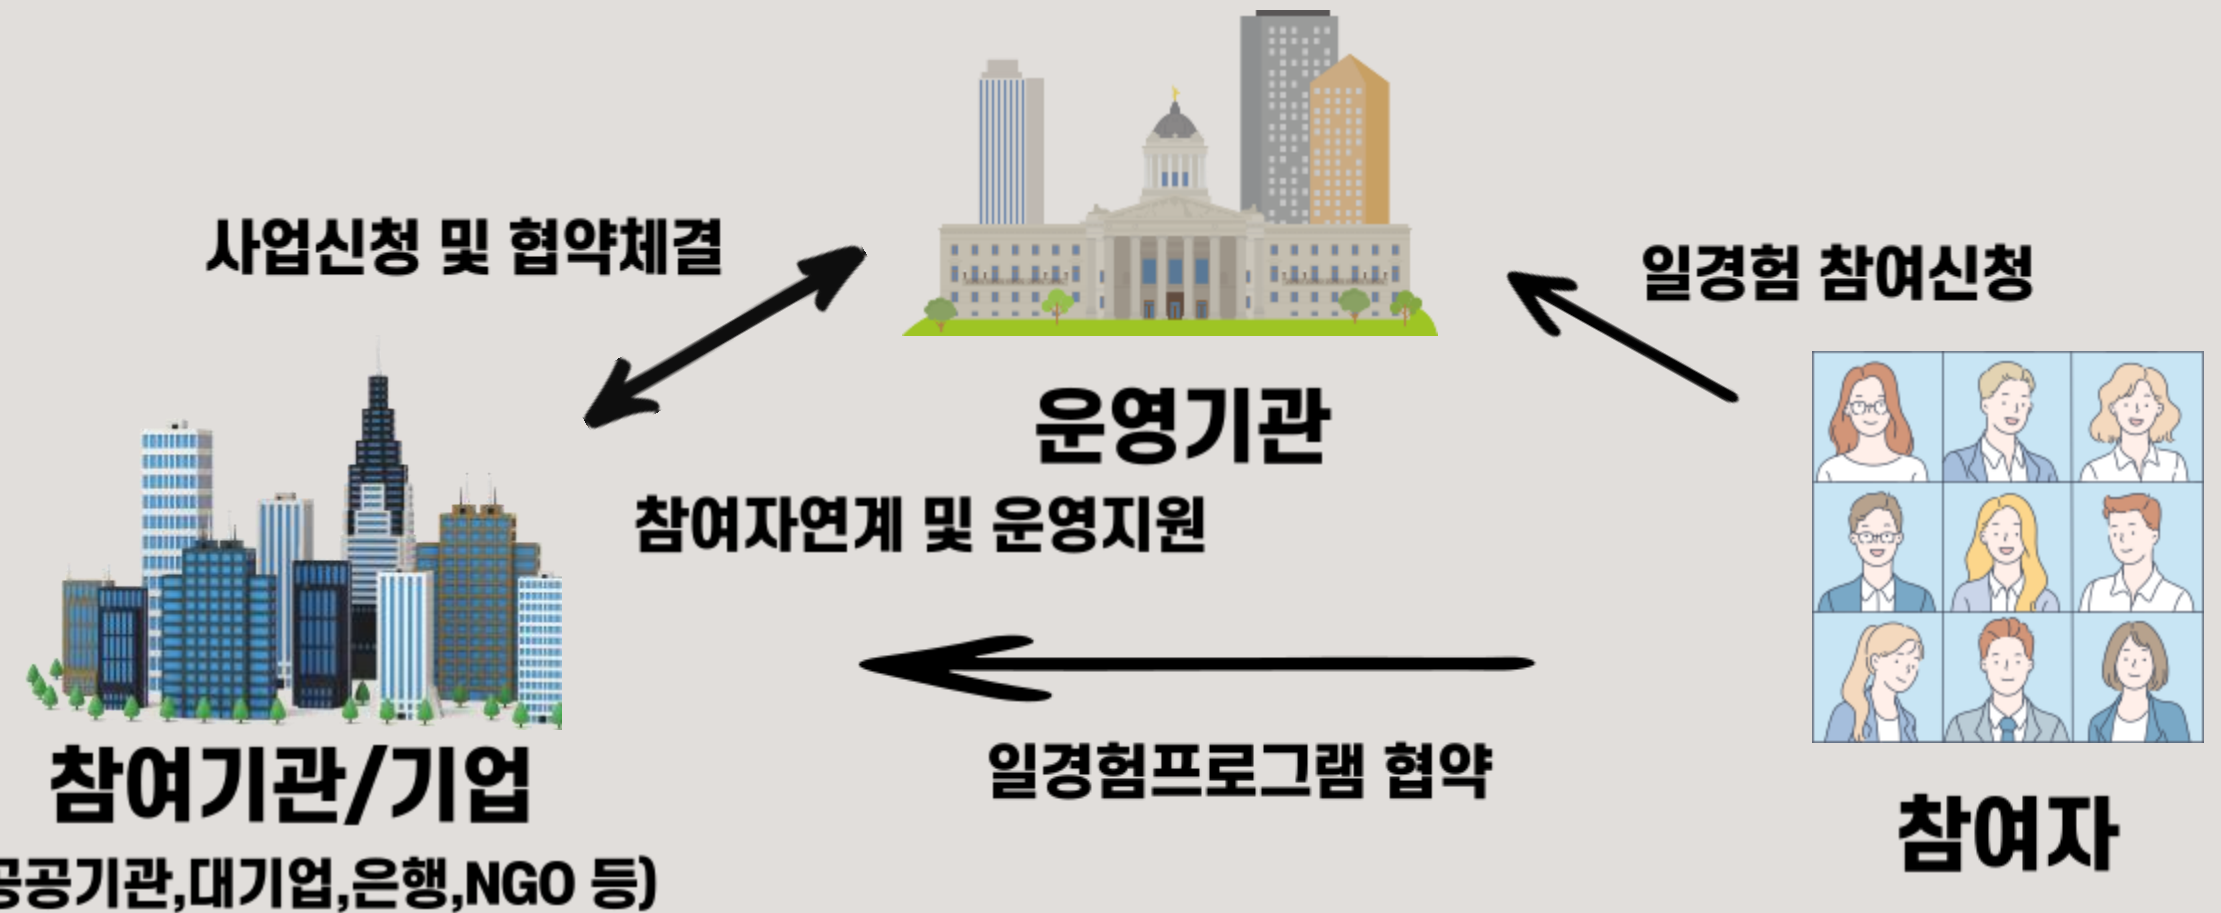 사업신청 및 협약체결
일경험 참여신청
운영기관
참여자연계 및 운영지원
일경험프로그램 협약
참여기관/기업
공공기관,대기업,은행,NGO 등)
참여자